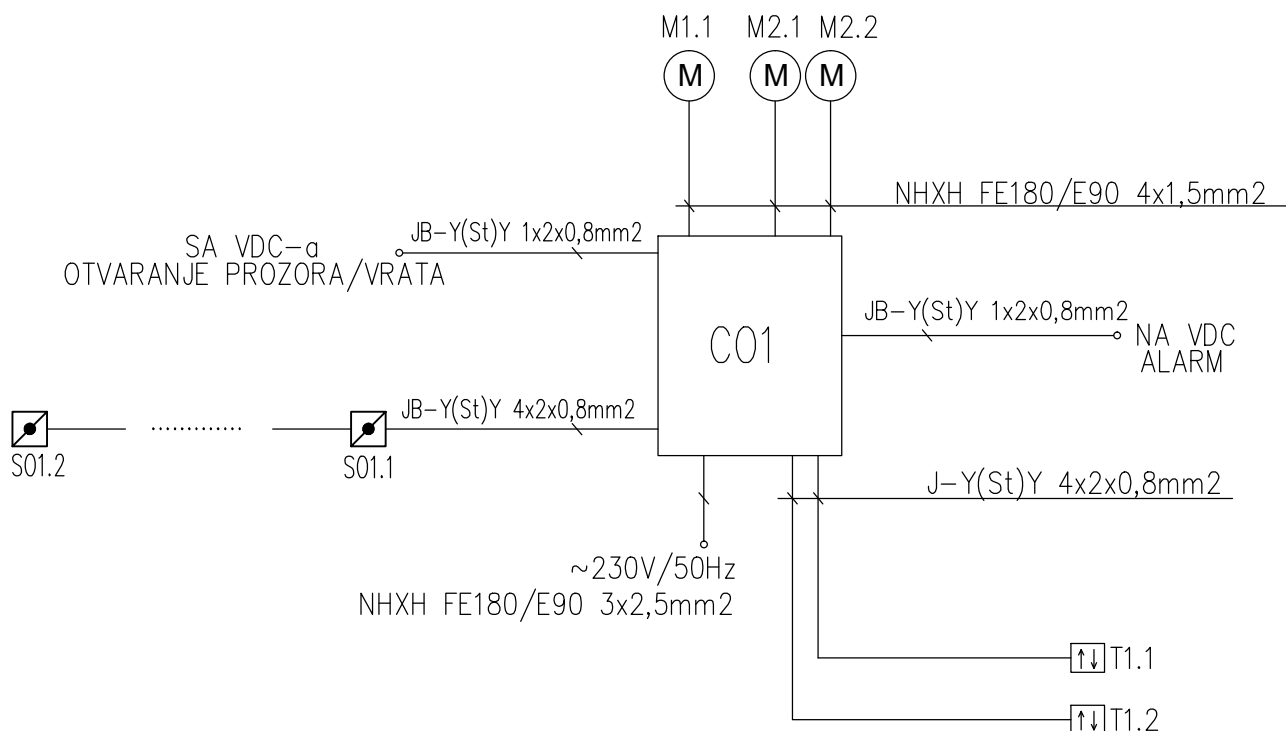 M1.1 M2.1 M2.2
M M M
NHXH FE180/E90 4x1,5mm2
JB-Y(St)Y 1x2x0,8mm2
SA VDC-a
OTVARANJE PROZORA/VRATA
CO1
JB-Y(St)Y 1x2x0,8mm2
NA VDC
ALARM
JB-Y(St)Y 4x2x0,8mm2
S01.2
S01.1
J-Y(St)Y 4x2x0,8mm2
~230V/50Hz
NHXH FE180/E90 3x2,5mm2
T1.1
T1.2